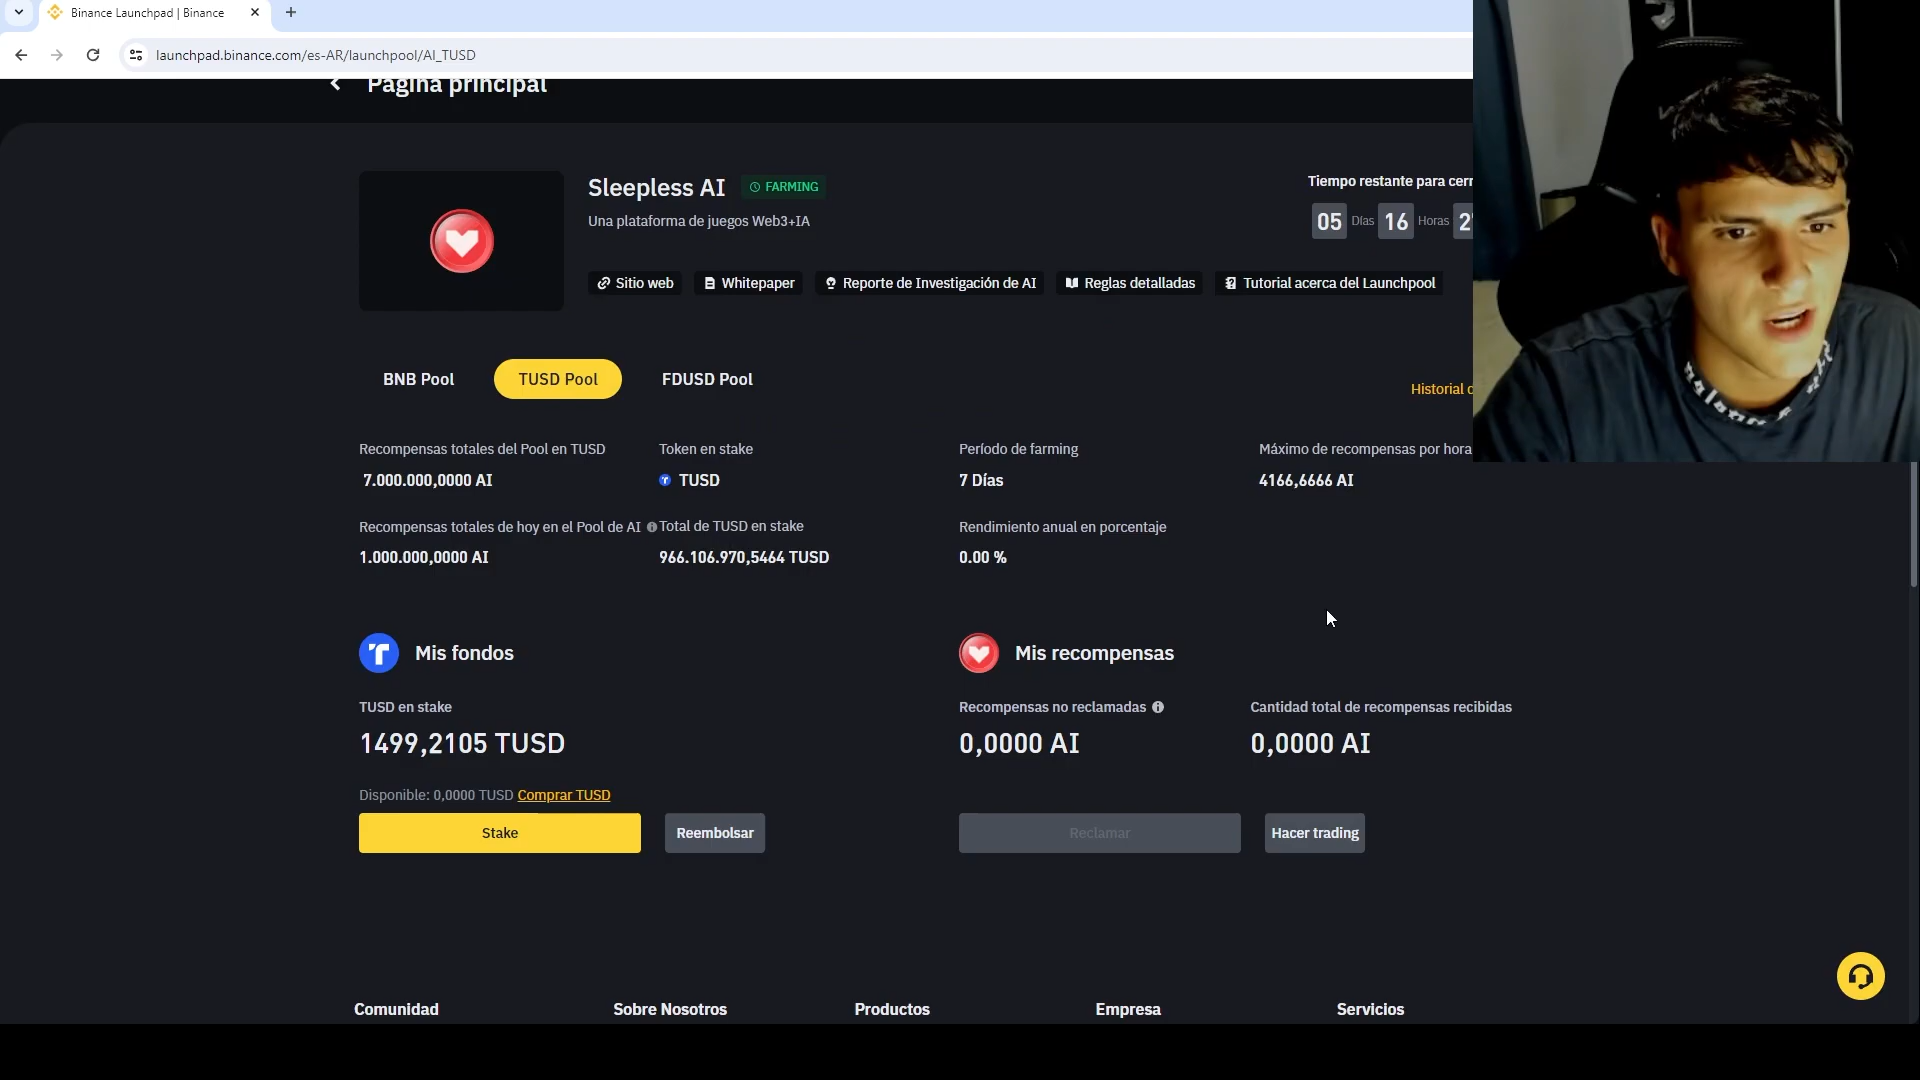 Binance Launchpad | Binance
launchpad.binance.com/es-AR/launchpool/AI_TUSD
Página principal
Sleepless AI FARMING
Una plataforma de juegos Web3+IA
Tiempo restante para cerr
05 Días 16 Horas 2
Sitio web Whitepaper Reporte de Investigación de AI Reglas detalladas Tutorial acerca del Launchpool
BNB Pool TUSD Pool FDUSD Pool
Historial
Recompensas totales del Pool en TUSD Token en stake Período de farming Máximo de recompensas por hora
7.000.000,0000 AI TUSD 7 Días 4166,6666 AI
Recompensas totales de hoy en el Pool de AI Total de TUSD en stake Rendimiento anual en porcentaje
1.000.000,0000 AI 966.106.970,5464 TUSD 0.00 %
Mis fondos Mis recompensas
TUSD en stake Recompensas no reclamadas Cantidad total de recompensas recibidas
1499,2105 TUSD 0,0000 AI 0,0000 AI
Disponible: 0,0000 TUSD Comprar TUSD
Stake Reembolsar Reclamar Hacer trading
Comunidad Sobre Nosotros Productos Empresa Servicios